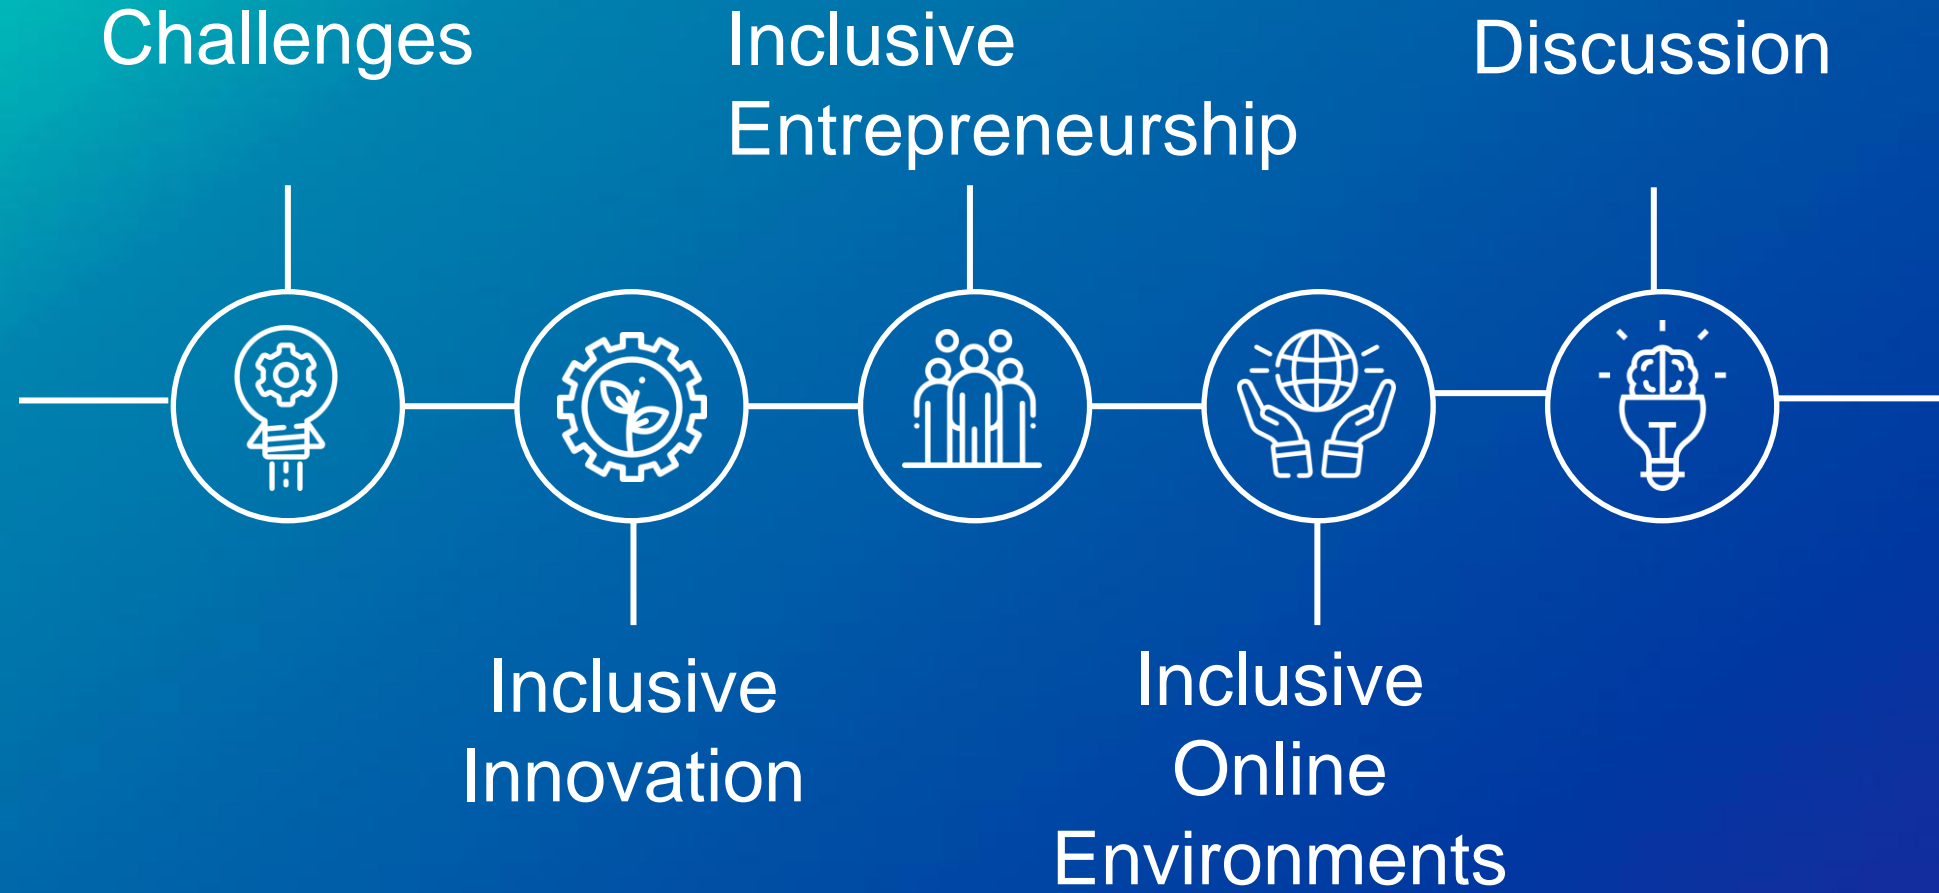 Challenges
Inclusive
Entrepreneurship
Discussion
Inclusive
Innovation
Inclusive
Online
Environments